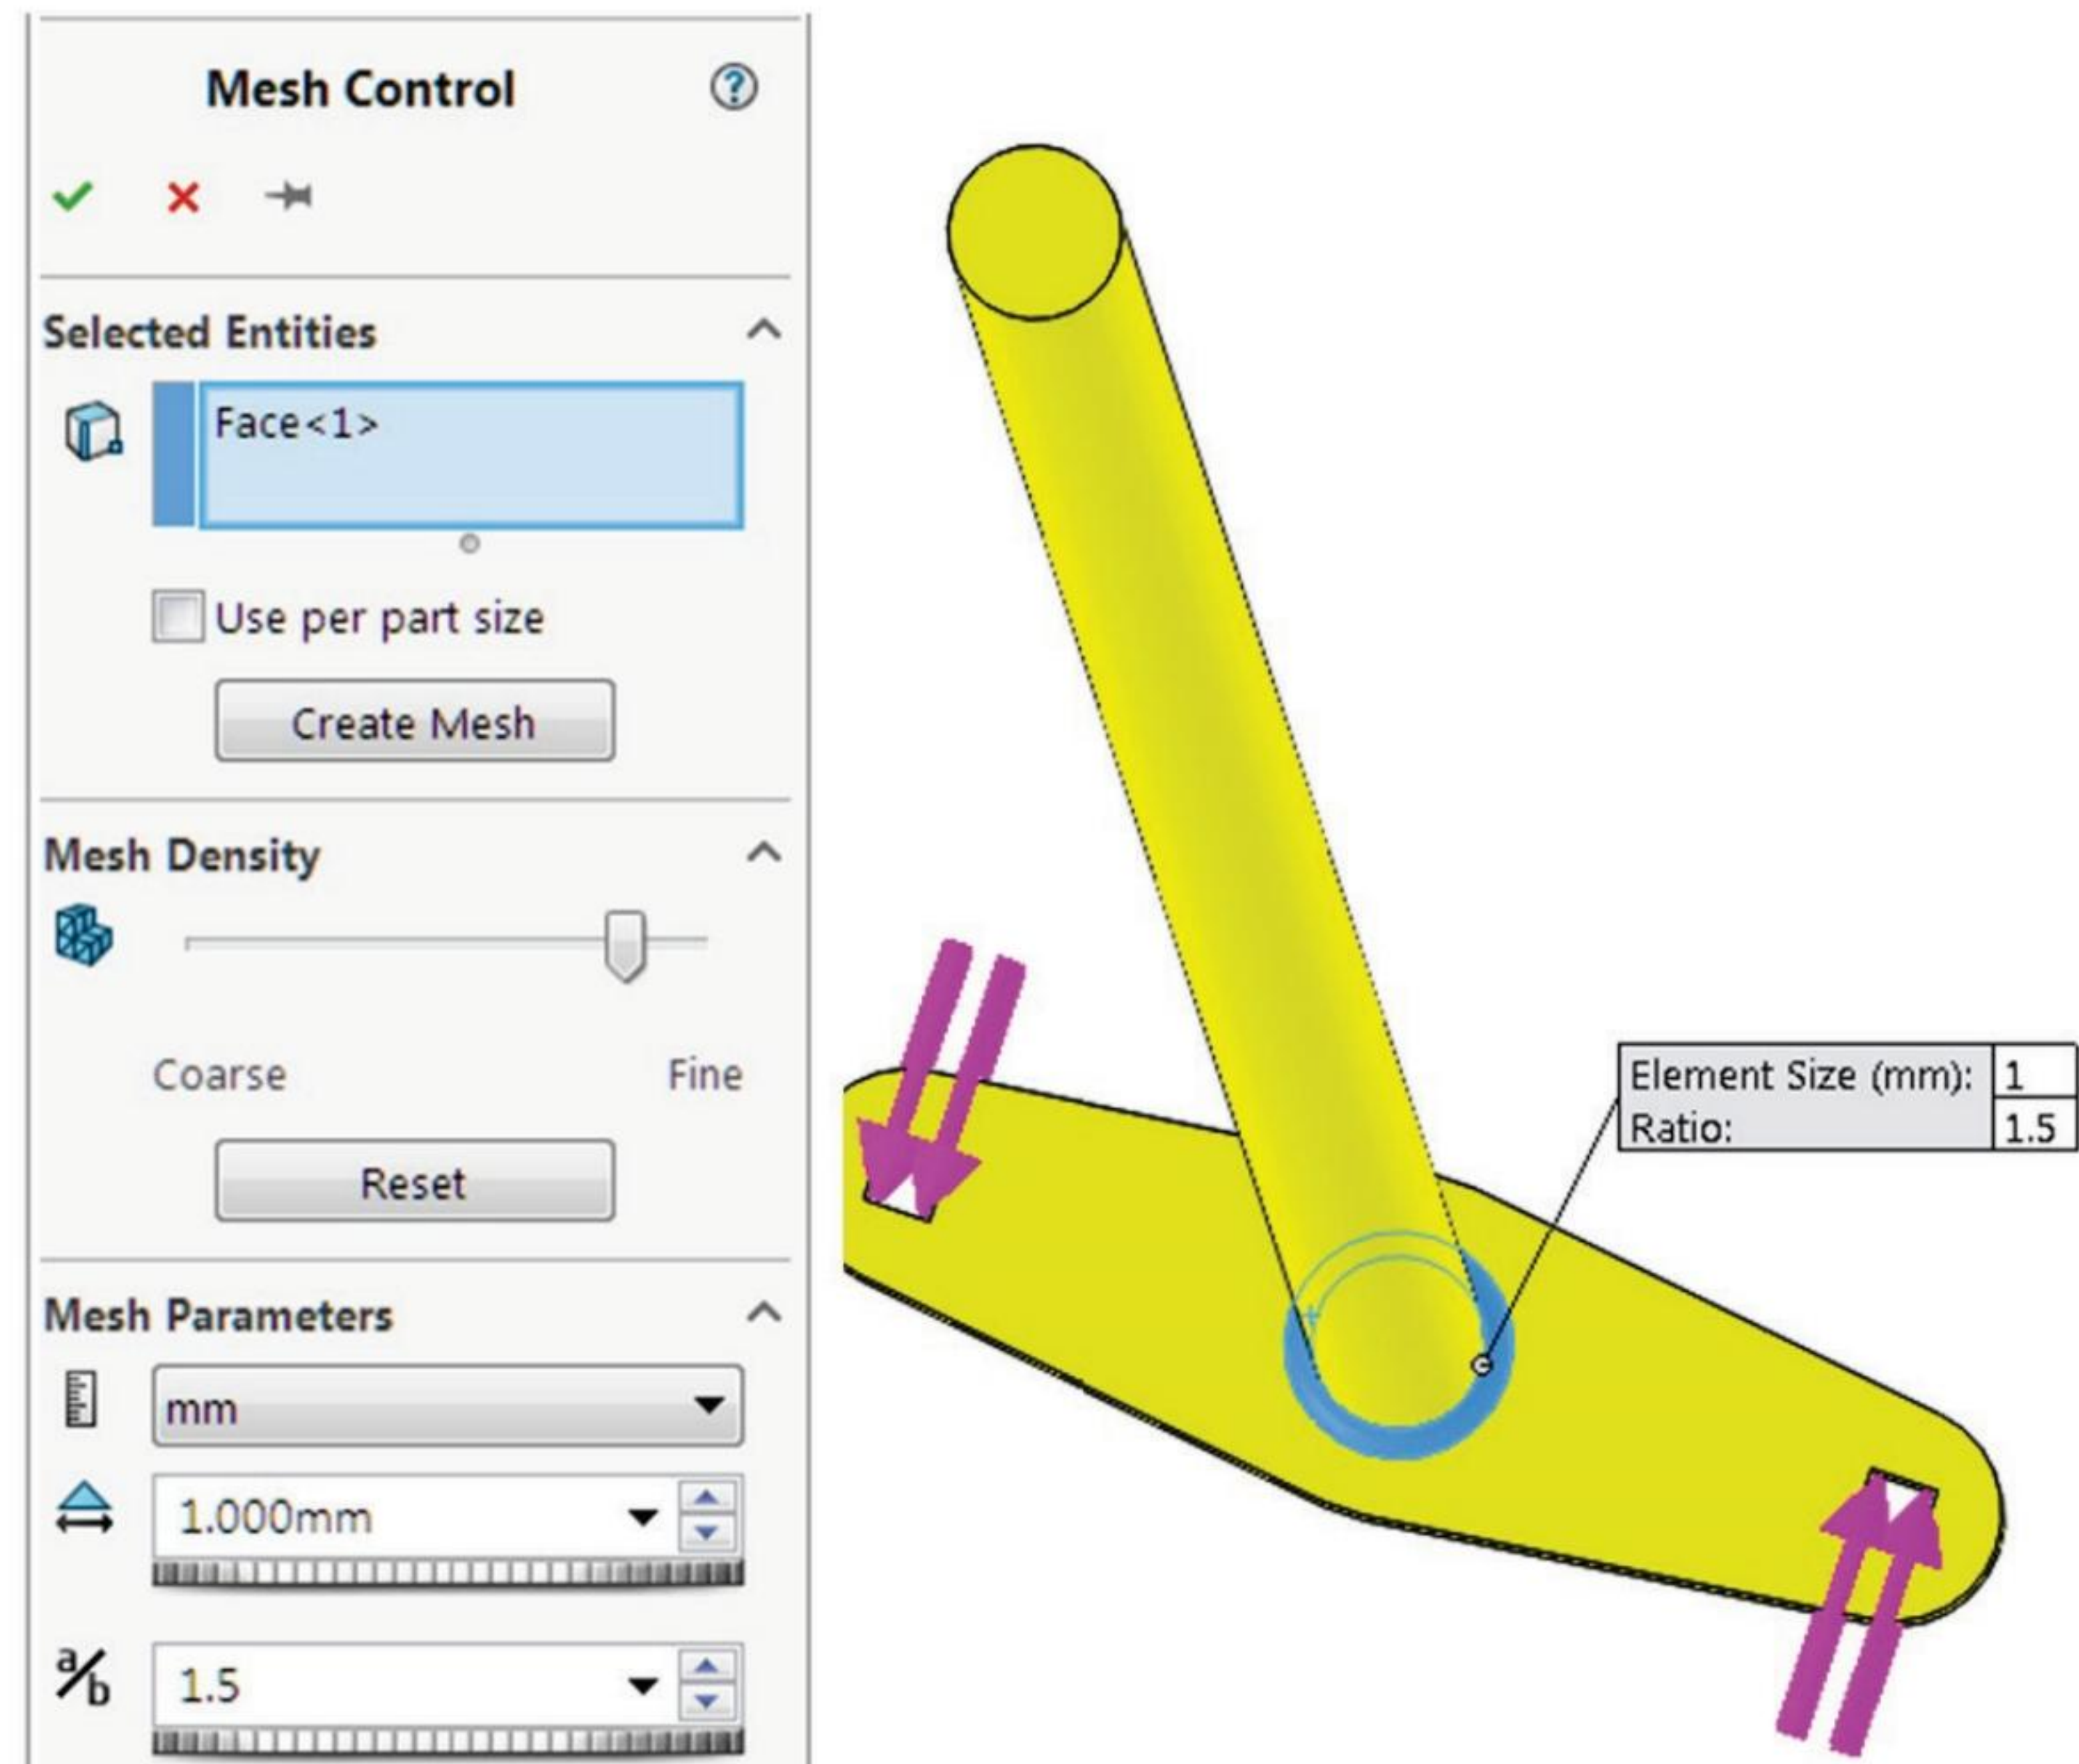 Mesh Control
?
Selected Entities
Face<1>
Use per part size
Create Mesh
Mesh Density
Coarse Fine
Reset
Mesh Parameters
mm
1.000mm
a/b 1.5
Element Size (mm): 1
Ratio: 1.5